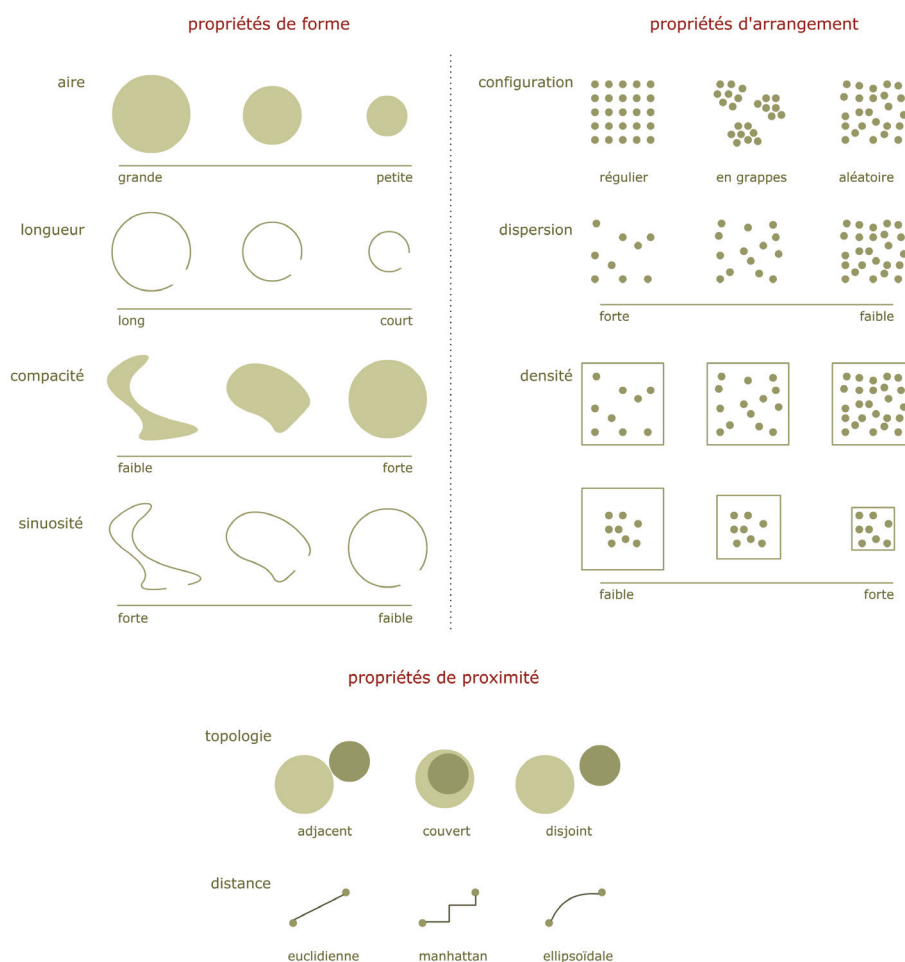 propriétés de forme
aire
grande petite
longueur
long court
compacité
faible forte
sinuosité
forte faible
propriétés d'arrangement
configuration
régulier en grappes aléatoire
dispersion
forte faible
densité
faible forte
propriétés de proximité
topologie
adjacent couvert disjoint
distance
euclidienne manhattan ellipsoïdale